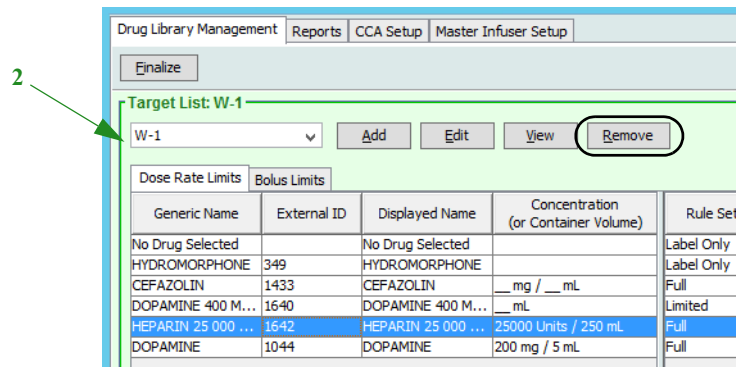 Drug Library Management Reports CCA Setup Master Infuser Setup
Finalize
2
Target List: W-1
W-1 Add Edit View Remove
Dose Rate Limits Bolus Limits
Generic Name External ID Displayed Name Concentration (or Container Volume) Rule Set
No Drug Selected No Drug Selected Label Only
HYDROMORPHONE 349 HYDROMORPHONE Label Only
CEFAZOLIN 1433 CEFAZOLIN __ mg / __ mL Full
DOPAMINE 400 M... 1640 DOPAMINE 400 M... __ mL Limited
HEPARIN 25 000 ... 1642 HEPARIN 25 000 ... 25000 Units / 250 mL Full
DOPAMINE 1044 DOPAMINE 200 mg / 5 mL Full